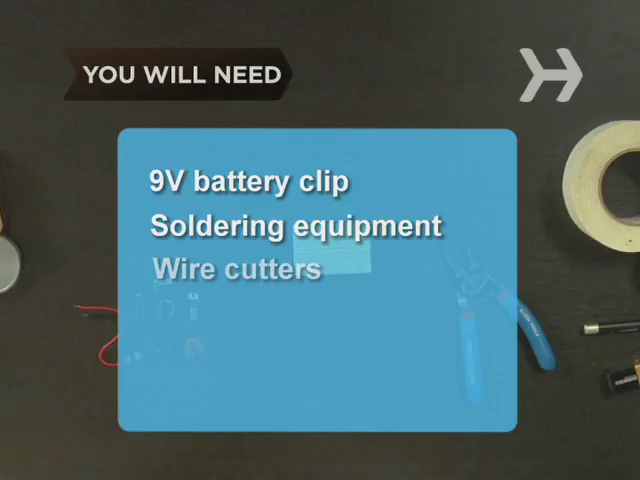 YOU WILL NEED
9V battery clip
Soldering equipment
Wire cutters